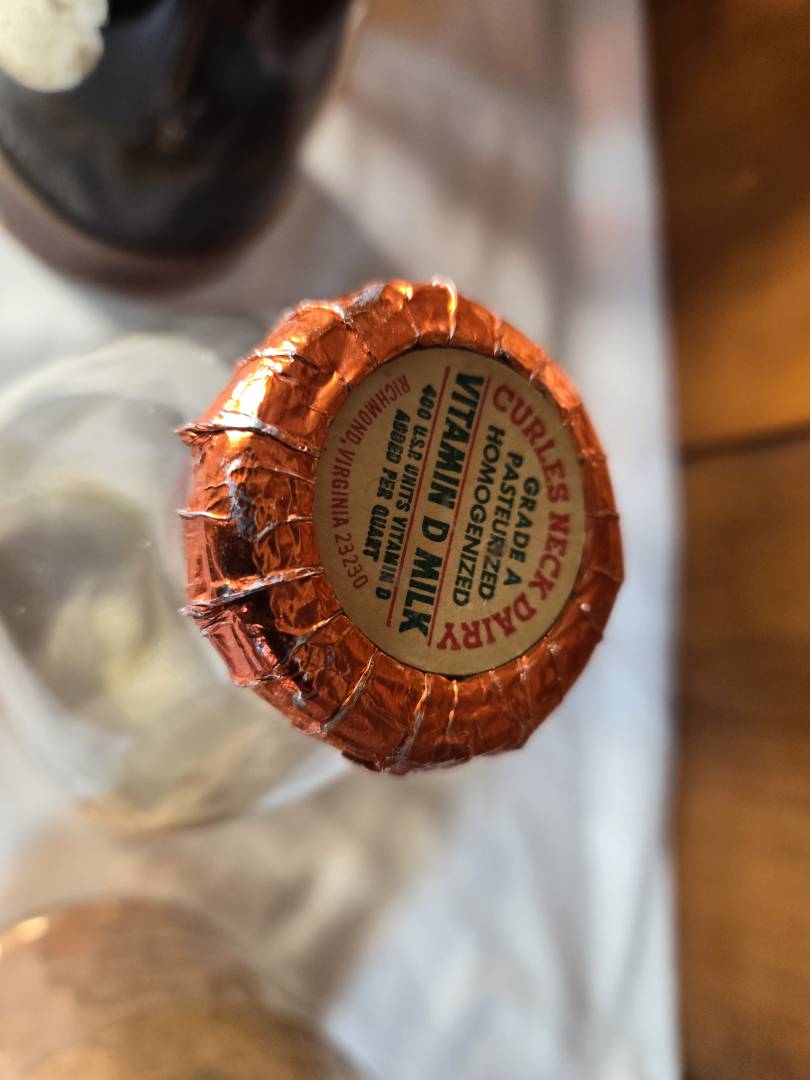 CURLES NECK DAIRY
GRADE A
PASTEURIZED
HOMOGENIZED
VITAMIN D MILK
400 U.S.P. UNITS VITAMIN D
ADDED PER QUART
RICHMOND, VIRGINIA 23230